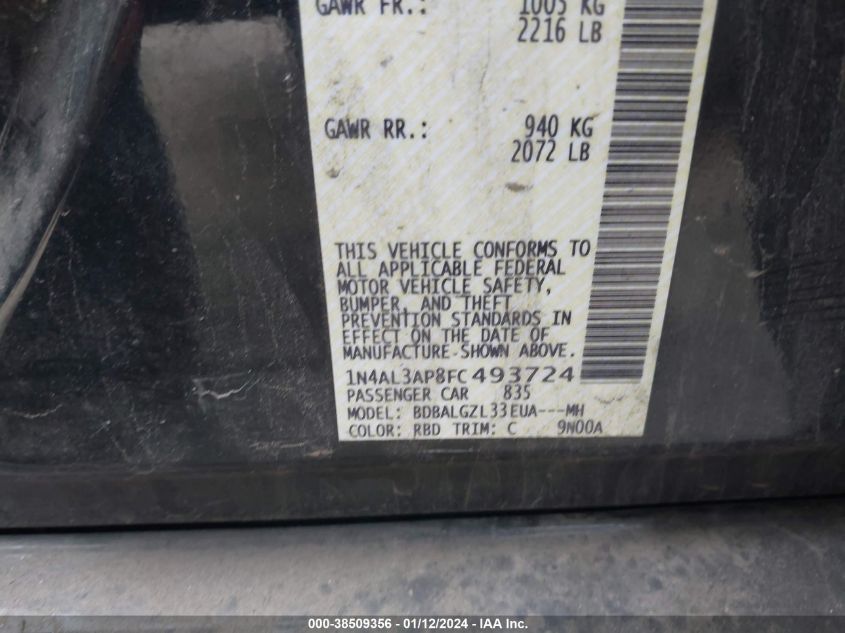 GAWR FR.: 1005 KG
2216 LB
GAWR RR.: 940 KG
2072 LB
THIS VEHICLE CONFORMS TO
ALL APPLICABLE FEDERAL
MOTOR VEHICLE SAFETY,
BUMPER, AND THEFT
PREVENTION STANDARDS IN
EFFECT ON THE DATE OF
MANUFACTURE SHOWN ABOVE.
1N4AL3AP8FC493724
PASSENGER CAR 835
MODEL: BDBALGZL33EUA---MH
COLOR: RBD TRIM: C 9N00A
000-38509356 - 01/12/2024 - IAA Inc.